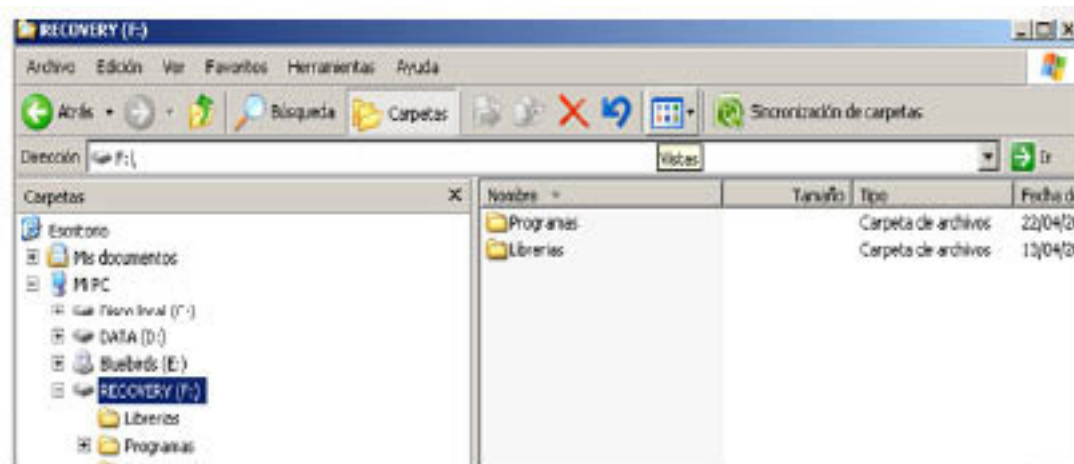 RECOVERY (F:)
Archivo Edición Ver Favoritos Herramientas Ayuda
Atrás Búsqueda Carpetas Sincronización de carpetas
Dirección F:\ Ir
Vistas
Carpetas Nombre Tamaño Tipo Fecha d
Escritorio Programas Carpeta de archivos 22/04/2
Mis documentos Librerias Carpeta de archivos 13/04/2
Mi PC
Disco local (C:)
DATA (D:)
Bluebirds (E:)
RECOVERY (F:)
Librerias
Programas